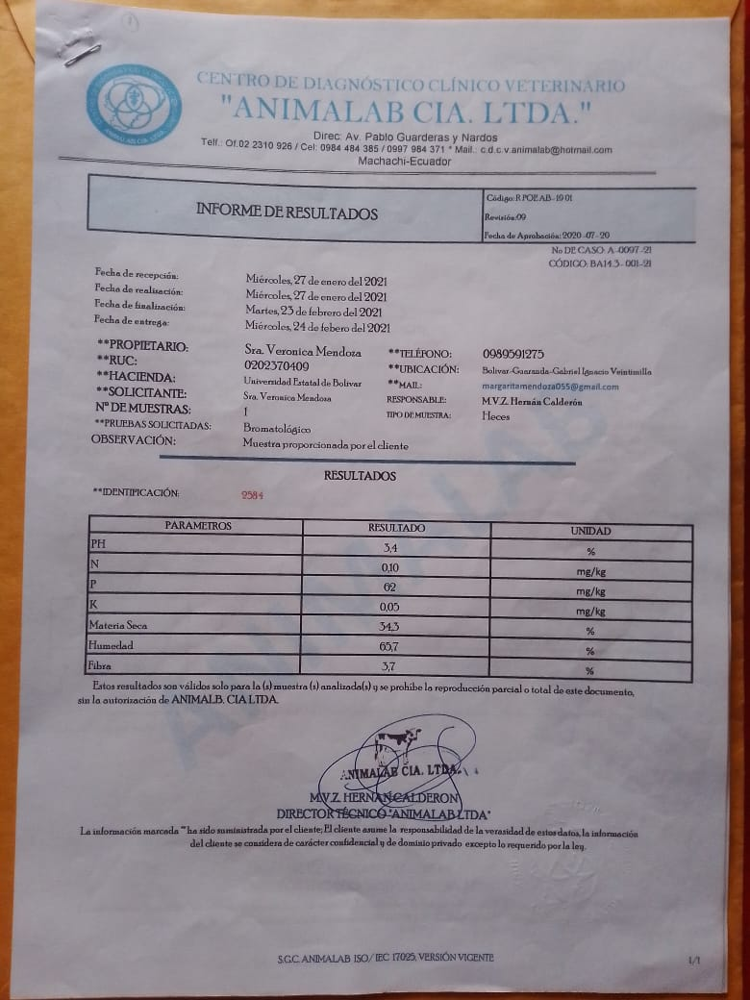 CENTRO DE DIAGNÓSTICO CLÍNICO VETERINARIO
"ANIMALAB CIA. LTDA."
Direc: Av. Pablo Guarderas y Nardos
Telf.: Of.02 2310 926 / Cel: 0984 484 385 / 0997 984 371 * Mail.: c.d.c.v.animalab@hotmail.com
Machachi-Ecuador
INFORME DE RESULTADOS
Código: R.POE.AB-19 01
Revisión:09
Fecha de Aprobación: 2020-07-20
No DE CASO: A-0097-21
CÓDIGO: BA14.3-001-21
Fecha de recepción: Miércoles, 27 de enero del 2021
Fecha de realización: Miércoles, 27 de enero del 2021
Fecha de finalización: Martes, 23 de febrero del 2021
Fecha de entrega: Miércoles, 24 de febero del 2021
**PROPIETARIO: Sra. Veronica Mendoza **TELÉFONO: 0989591275
**RUC: 0202370409 **UBICACIÓN: Bolivar-Guaranda-Gabriel Ignacio Veintimilla
**HACIENDA: Universidad Estatal de Bolivar **MAIL: margaritamendoza055@gmail.com
**SOLICITANTE: Sra. Veronica Mendoza RESPONSABLE: M.V.Z. Hernán Calderón
Nº DE MUESTRAS: 1 TIPO DE MUESTRA: Heces
**PRUEBAS SOLICITADAS: Bromatológico
OBSERVACIÓN: Muestra proporcionada por el cliente
RESULTADOS
**IDENTIFICACIÓN: 2584
PARAMETROS RESULTADO UNIDAD
PH 3,4 %
N 0,10 mg/kg
P 62 mg/kg
K 0,05 mg/kg
Materia Seca 34,3 %
Humedad 65,7 %
Fibra 3,7 %
Estos resultados son válidos solo para la (s) muestra (s) analizada(s) y se prohibe la reproducción parcial o total de este documento,
sin la autorización de ANIMALB. CIA LTDA.
ANIMALAB CIA. LTDA.
M.V.Z. HERNAN CALDERON
DIRECTOR TÉCNICO "ANIMALAB LTDA"
La información marcada ** ha sido suministrada por el cliente; El cliente asume la responsabilidad de la verasidad de estos datos, la información
del cliente se considera de carácter confidencial y de dominio privado excepto lo requerido por la ley.
S.G.C. ANIMALAB ISO/ IEC 17025, VERSIÓN VIGENTE
1/1
ANIMALAB